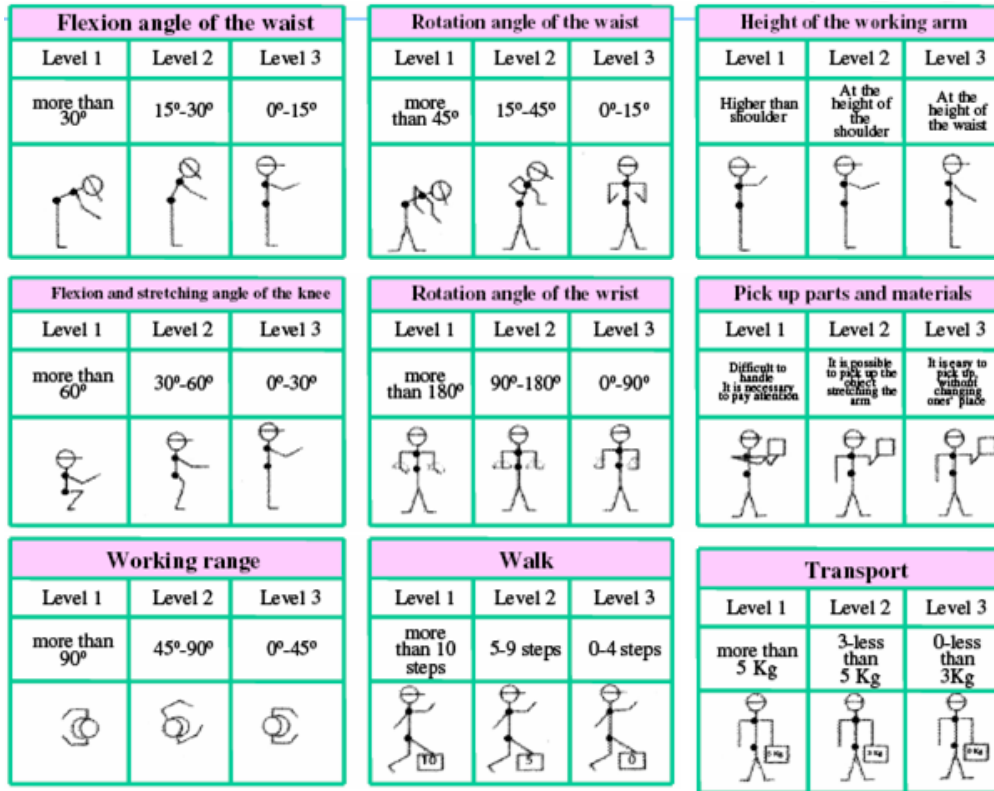 Flexion angle of the waist
Level 1 Level 2 Level 3
more than
30º
15º-30º
0º-15º
Rotation angle of the waist
Level 1 Level 2 Level 3
more
than 45º
15º-45º
0º-15º
Height of the working arm
Level 1 Level 2 Level 3
Higher than
shoulder
At the
height of
the
shoulder
At the
height of
the waist
Flexion and stretching angle of the knee
Level 1 Level 2 Level 3
more than
60º
30º-60º
0º-30º
Rotation angle of the wrist
Level 1 Level 2 Level 3
more
than 180º
90º-180º
0º-90º
Pick up parts and materials
Level 1 Level 2 Level 3
Difficult to
handle
It is necessary
to pay attention
It is possible
to pick up the
object
stretching the
arm
It is easy to
pick up,
without
changing
ones' place
Working range
Level 1 Level 2 Level 3
more than
90º
45º-90º
0º-45º
Walk
Level 1 Level 2 Level 3
more
than 10
steps
5-9 steps
0-4 steps
10 5 0
Transport
Level 1 Level 2 Level 3
more than
5 Kg
3-less
than
5 Kg
0-less
than
3Kg
Kg Kg Kg